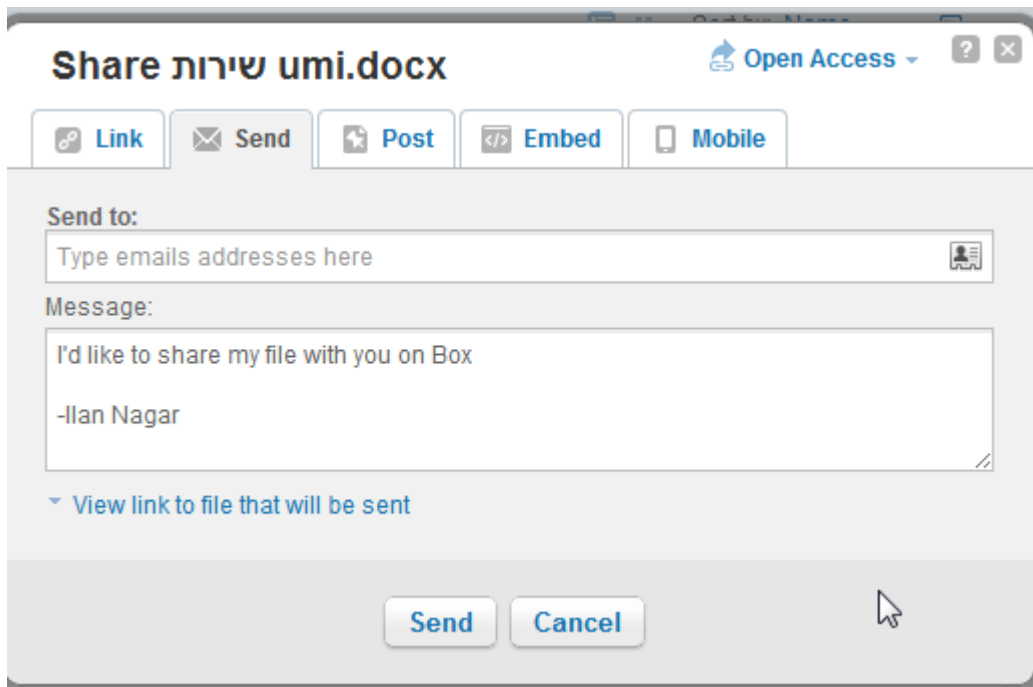 Share שירות umi.docx
Open Access
Link
Send
Post
Embed
Mobile
Send to:
Type emails addresses here
Message:
I'd like to share my file with you on Box
-Ilan Nagar
View link to file that will be sent
Send
Cancel